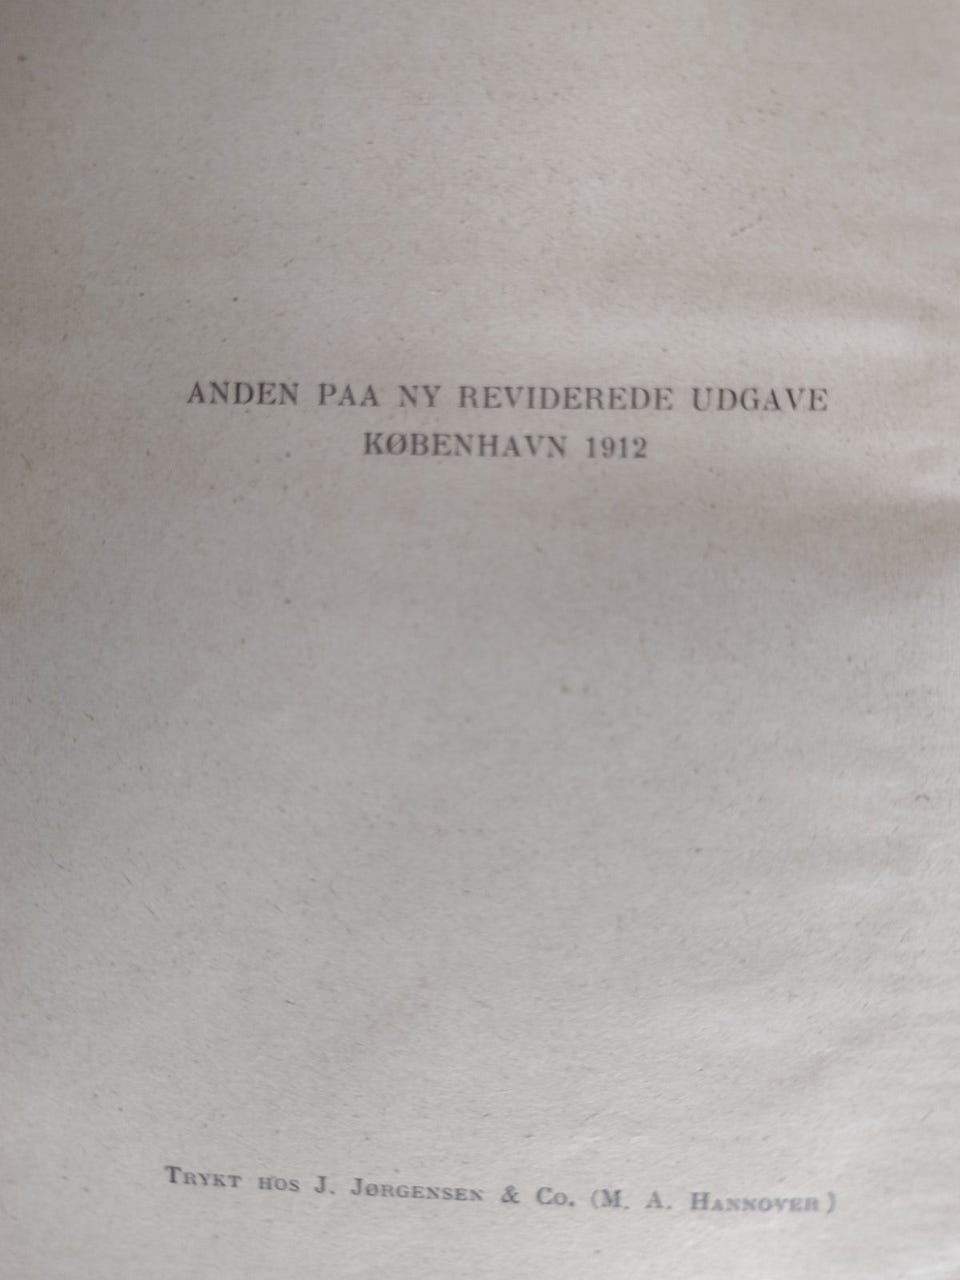 ANDEN PAA NY REVIDEREDE UDGAVE
KØBENHAVN 1912
TRYKT HOS J. JØRGENSEN & CO. (M. A. HANNOVER)